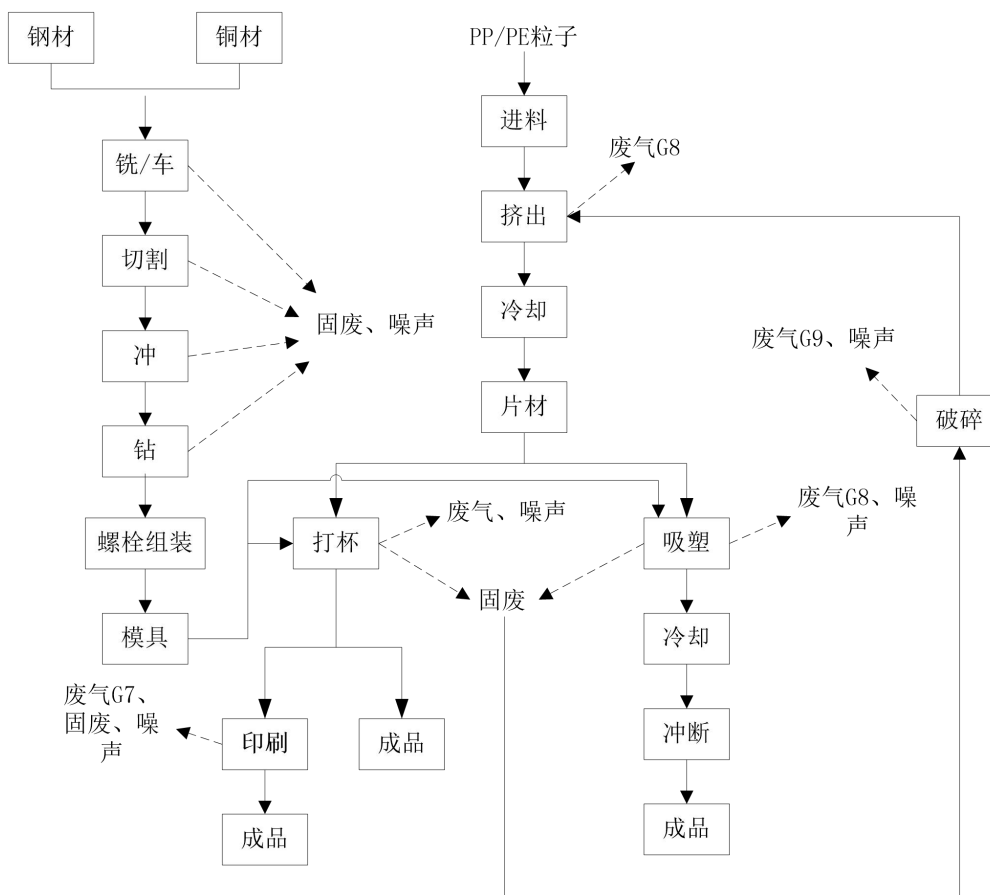 钢材
铜材
PP/PE粒子
进料
铣/车
废气G8
挤出
切割
冷却
固废、噪声
废气G9、噪声
冲
片材
破碎
钻
废气G8、噪
声
废气、噪声
螺栓组装
打杯
吸塑
固废
模具
冷却
废气G7、
固废、噪
声
印刷
成品
冲断
成品
成品